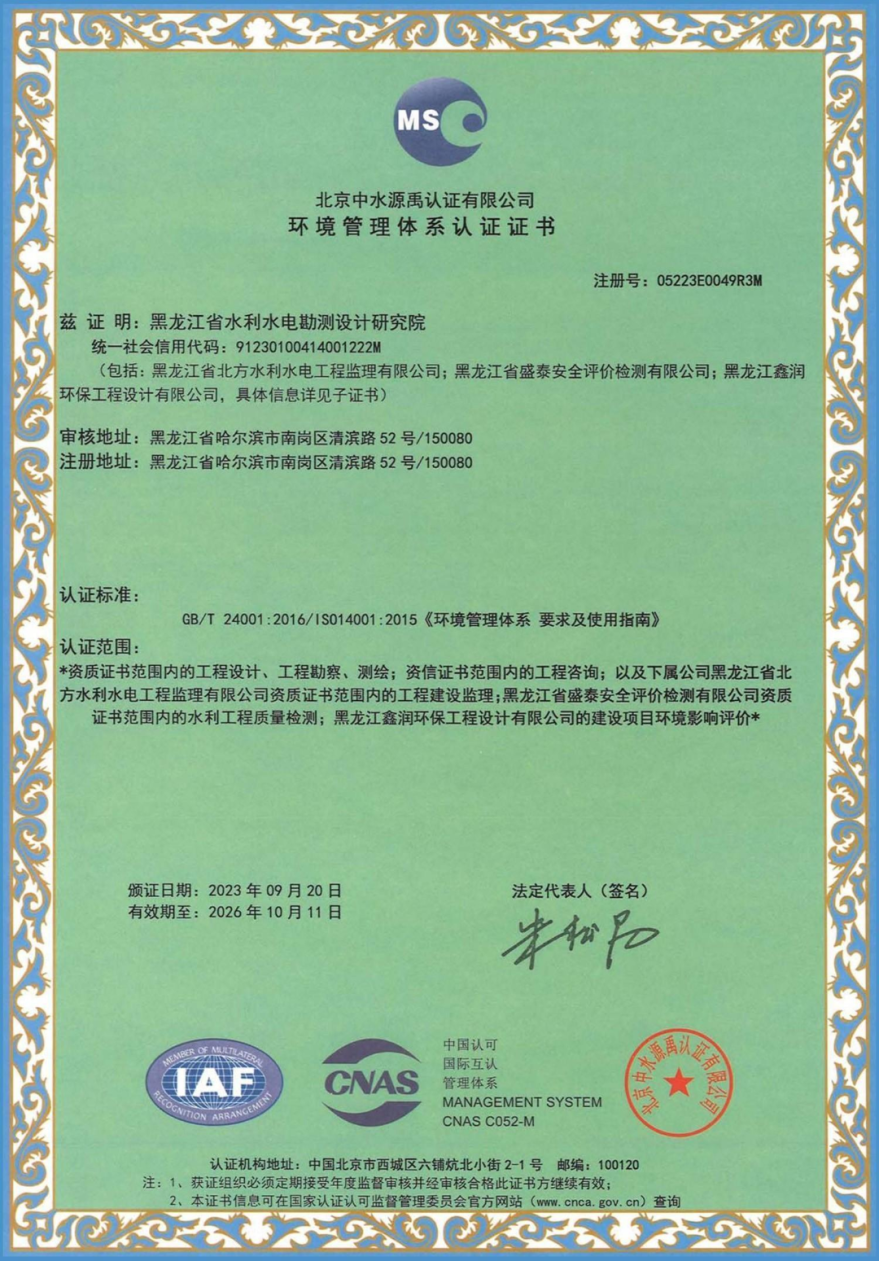 MSC
北京中水源禹认证有限公司
环境管理体系认证证书
注册号：05223E0049R3M
兹 证 明：黑龙江省水利水电勘测设计研究院
统一社会信用代码：91230100414001222M
（包括：黑龙江省北方水利水电工程监理有限公司；黑龙江省盛泰安全评价检测有限公司；黑龙江鑫润
环保工程设计有限公司，具体信息详见子证书）
审核地址：黑龙江省哈尔滨市南岗区清滨路 52 号/150080
注册地址：黑龙江省哈尔滨市南岗区清滨路 52 号/150080
认证标准：
GB/T 24001:2016/ISO14001:2015《环境管理体系 要求及使用指南》
认证范围：
*资质证书范围内的工程设计、工程勘察、测绘；资信证书范围内的工程咨询；以及下属公司黑龙江省北
方水利水电工程监理有限公司资质证书范围内的工程建设监理；黑龙江省盛泰安全评价检测有限公司资质
证书范围内的水利工程质量检测；黑龙江鑫润环保工程设计有限公司的建设项目环境影响评价*
颁证日期：2023 年 09 月 20 日
法定代表人（签名）
有效期至：2026 年 10 月 11 日
MEMBER OF MULTILATERAL
IAF
RECOGNITION ARRANGEMENT
CNAS
中国认可
国际互认
管理体系
MANAGEMENT SYSTEM
CNAS C052-M
北京中水源禹认证有限公司
认证机构地址：中国北京市西城区六铺炕北小街 2-1 号 邮编：100120
注：1、获证组织必须定期接受年度监督审核并经审核合格此证书方继续有效；
2、本证书信息可在国家认证认可监督管理委员会官方网站（www.cnca.gov.cn）查询